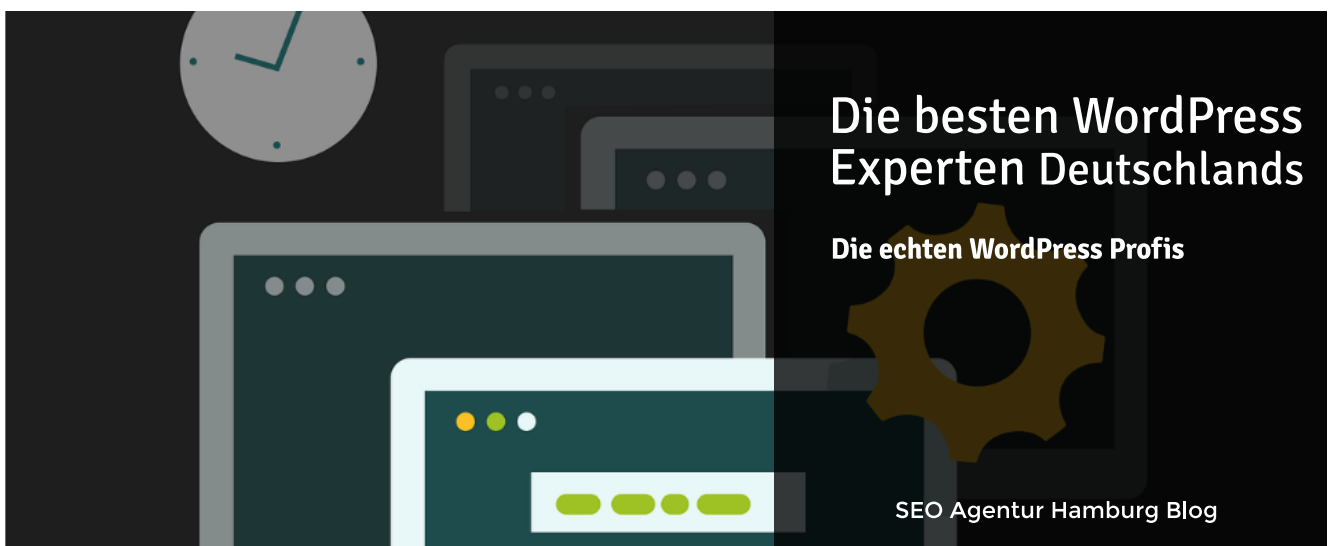 Die besten WordPress
Experten Deutschlands
Die echten WordPress Profis
SEO Agentur Hamburg Blog